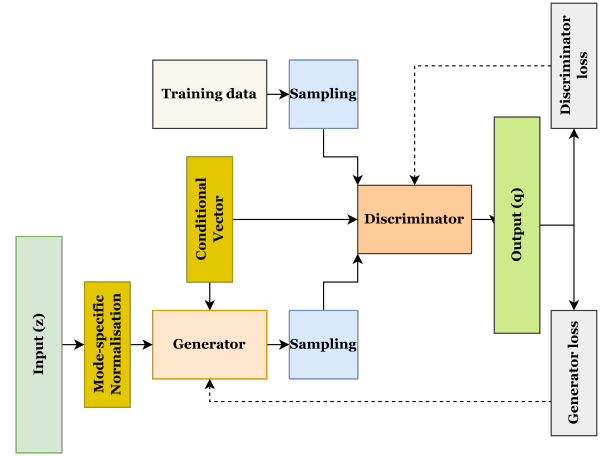 Discriminator
loss
Training data
Sampling
Conditional
Vector
Discriminator
Output (q)
Input (z)
Mode-specific
Normalisation
Generator
Sampling
Generator loss